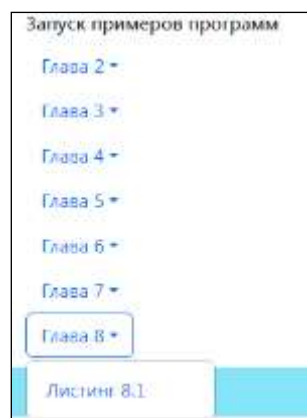 Запуск примеров программ
Глава 2
Глава 3
Глава 4
Глава 5
Глава 6
Глава 7
Глава 8
Листинг 8.1